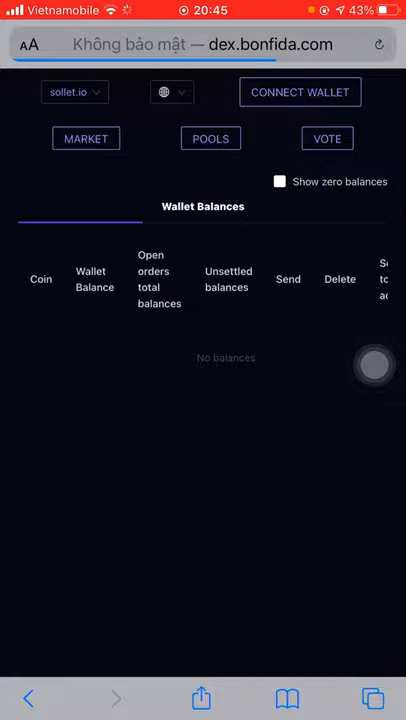 Vietnamobile 20:45 43%
AA Không bảo mật — dex.bonfida.com
sollet.io
CONNECT WALLET
MARKET POOLS VOTE
Show zero balances
Wallet Balances
Coin
Wallet
Balance
Open
orders
total
balances
Unsettled
balances
Send
Delete
to
No balances